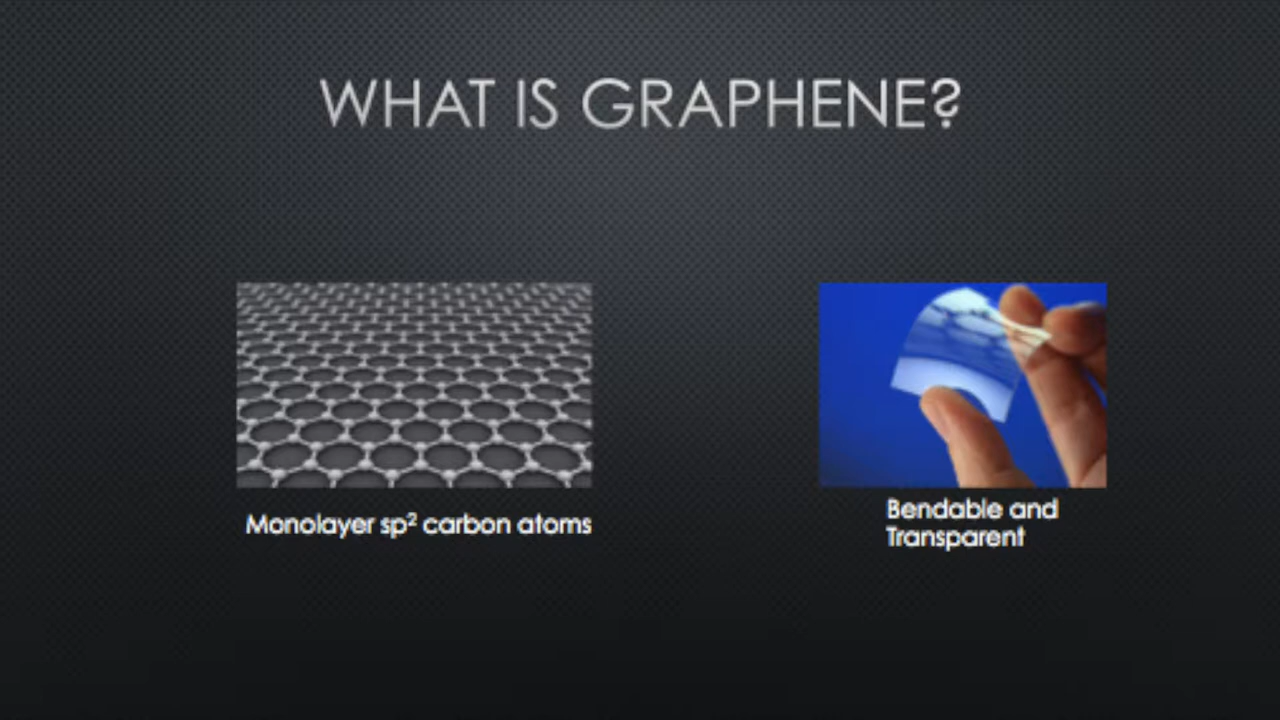 WHAT IS GRAPHENE?
Monolayer sp² carbon atoms
Bendable and
Transparent